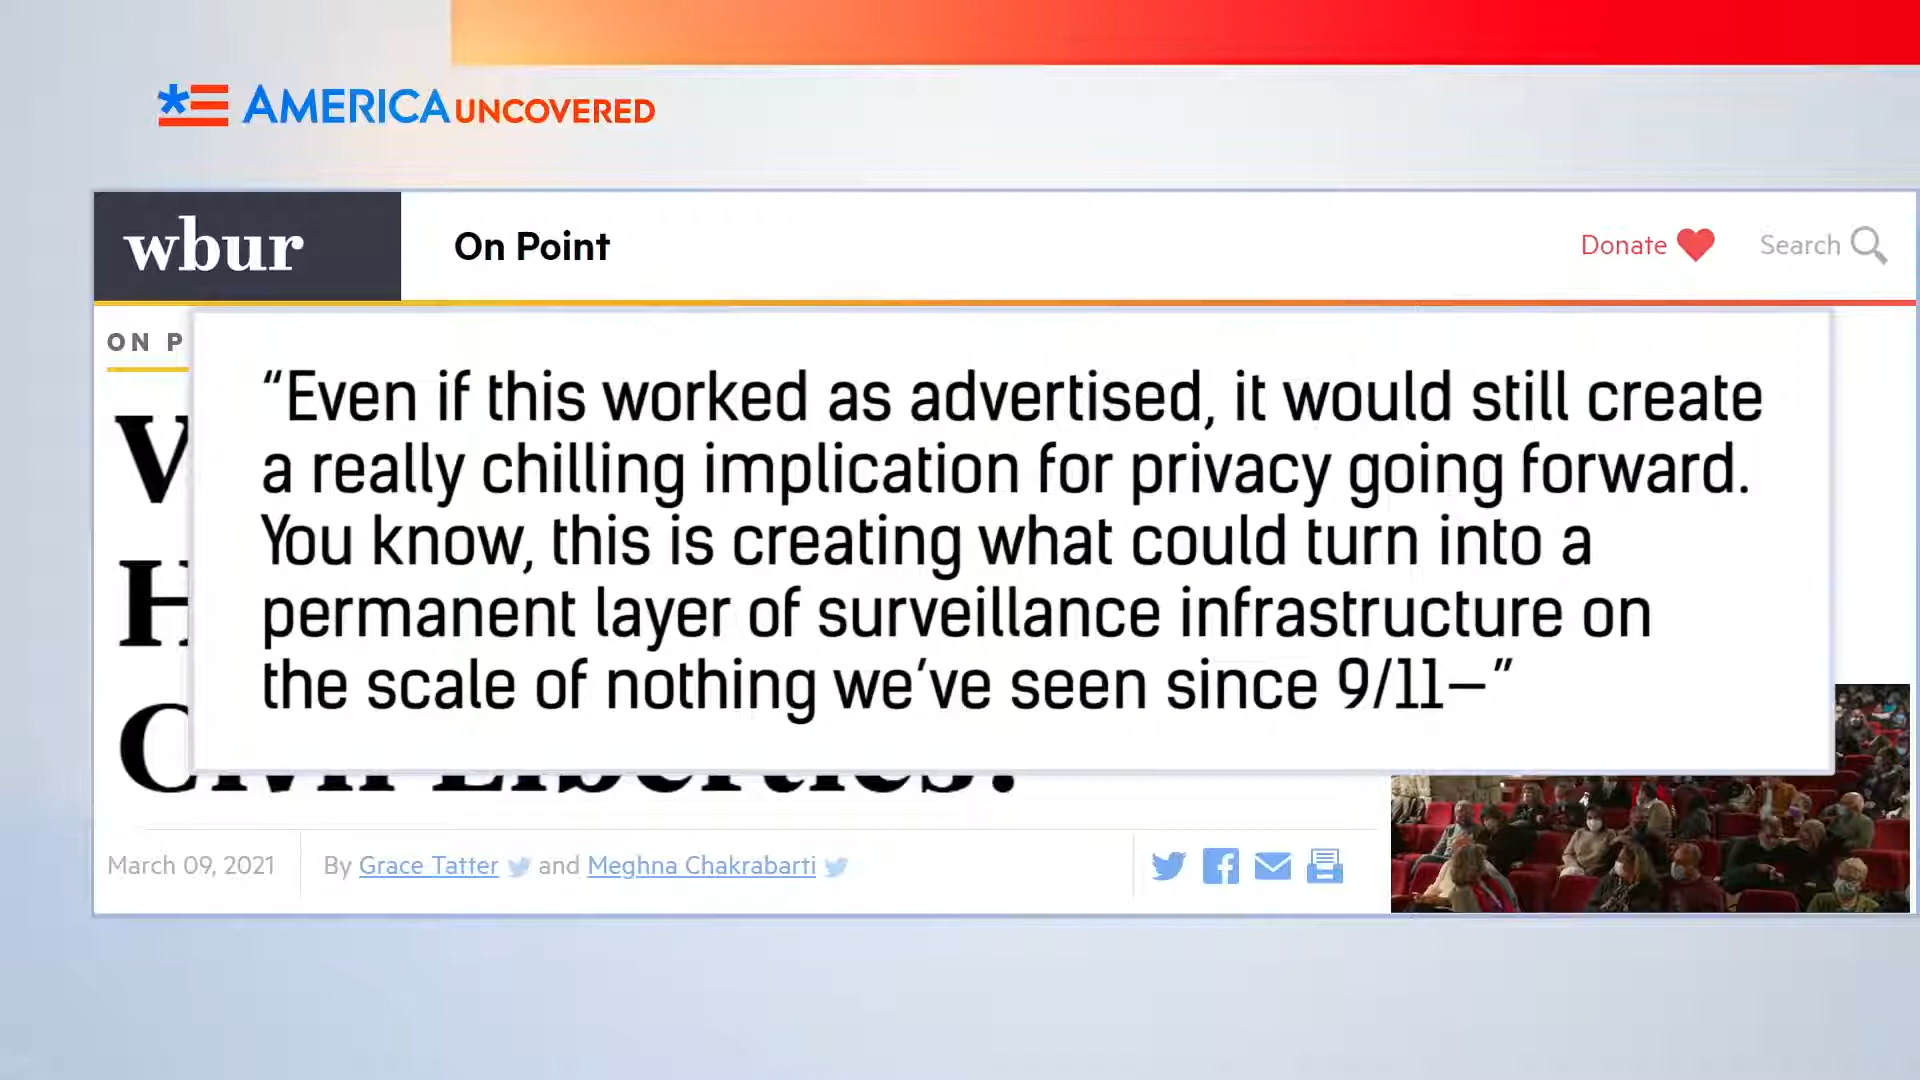 AMERICA UNCOVERED
wbur
On Point
Donate
Search
ON P
“Even if this worked as advertised, it would still create
a really chilling implication for privacy going forward.
You know, this is creating what could turn into a
permanent layer of surveillance infrastructure on
the scale of nothing we’ve seen since 9/11–”
Civil Liberties?
March 09, 2021
By Grace Tatter and Meghna Chakrabarti